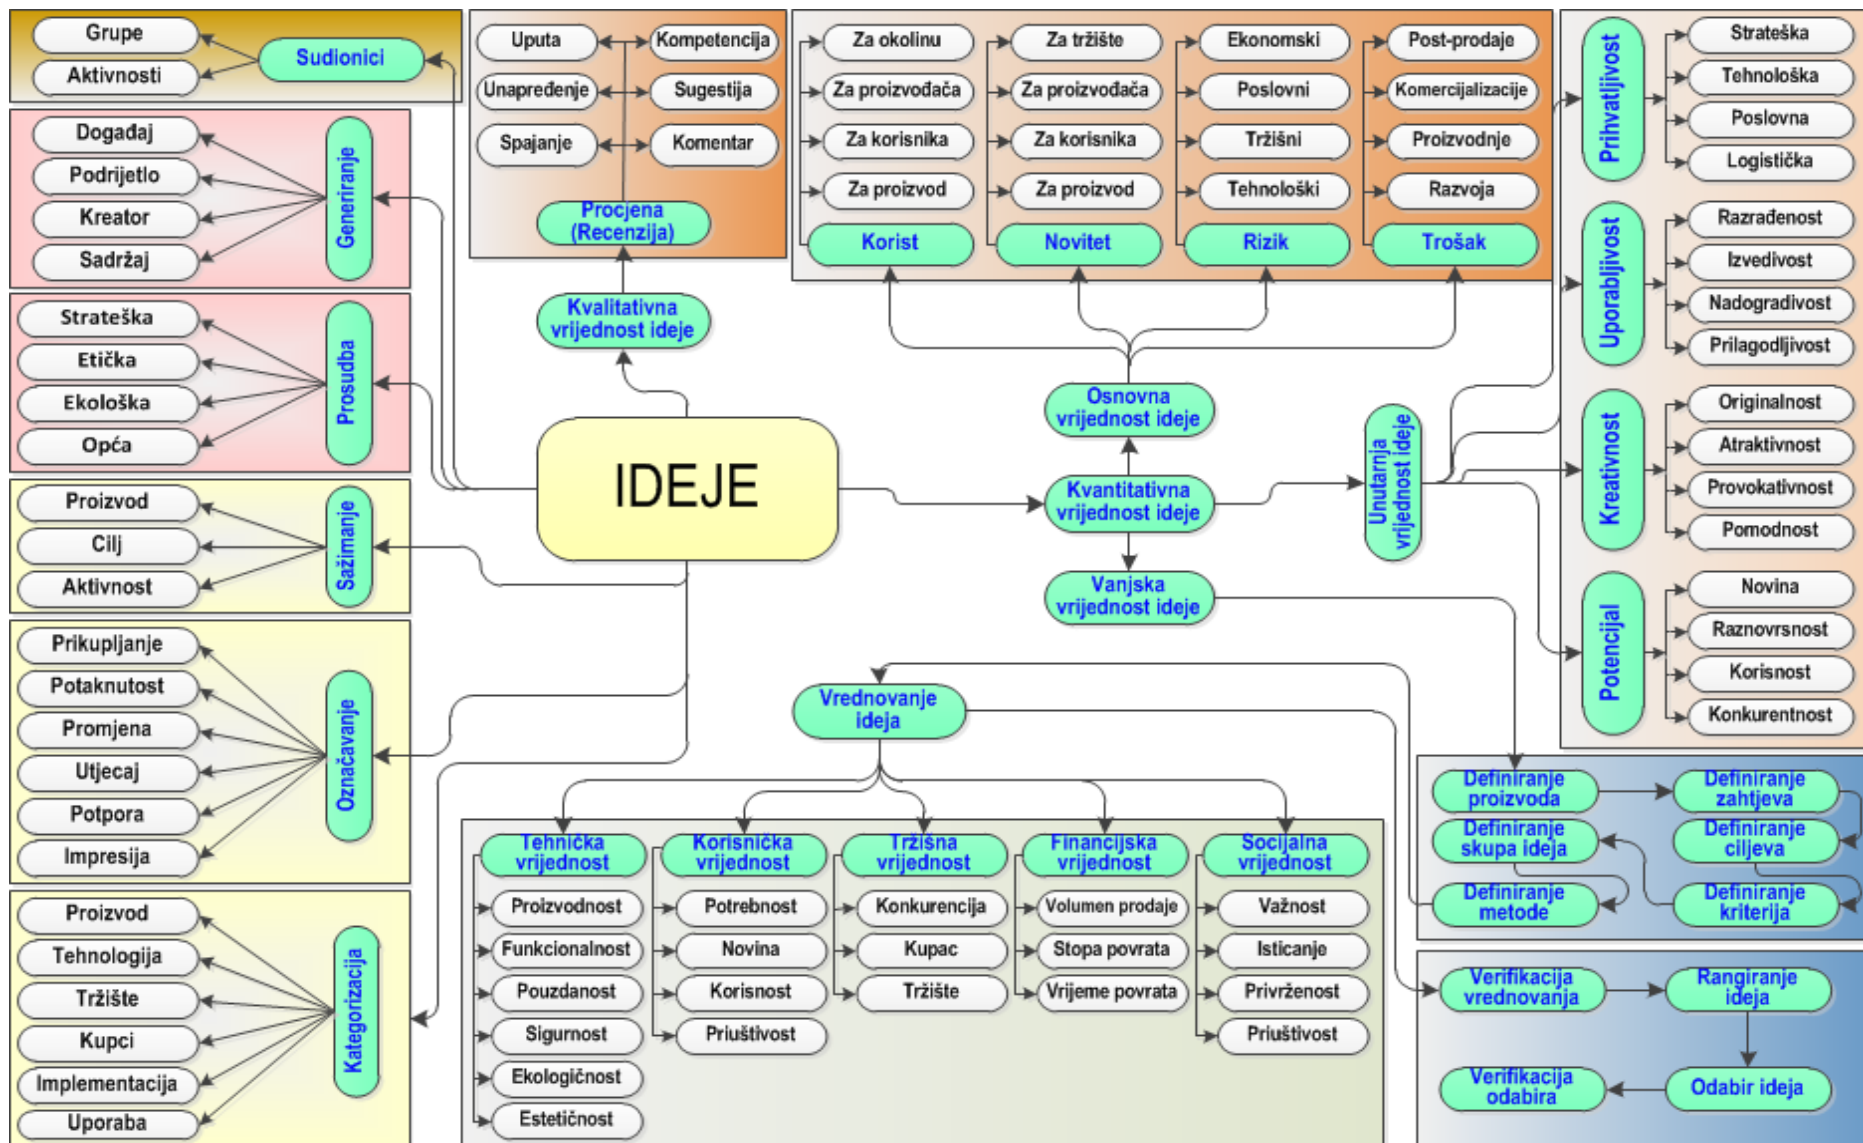 Grupe
Aktivnosti
Sudionici
Događaj
Podrijetlo
Kreator
Sadržaj
Generiranje
Strateška
Etička
Ekološka
Opća
Prosudba
Proizvod
Cilj
Aktivnost
Sažimanje
Prikupljanje
Potaknutost
Promjena
Utjecaj
Potpora
Impresija
Označavanje
Proizvod
Tehnologija
Tržište
Kupci
Implementacija
Uporaba
Kategorizacija
Uputa
Kompetencija
Unapređenje
Sugestija
Spajanje
Komentar
Procjena
(Recenzija)
Kvalitativna
vrijednost ideje
IDEJE
Za okolinu
Za proizvođača
Za korisnika
Za proizvod
Korist
Za tržište
Za proizvođača
Za korisnika
Za proizvod
Novitet
Ekonomski
Poslovni
Tržišni
Tehnološki
Rizik
Post-prodaje
Komercijalizacije
Proizvodnje
Razvoja
Trošak
Osnovna
vrijednost ideje
Kvantitativna
vrijednost ideje
Vanjska
vrijednost ideje
Unutarnja
vrijednost ideje
Prihvatljivost
Strateška
Tehnološka
Poslovna
Logistička
Uporabljivost
Razrađenost
Izvedivost
Nadogradivost
Prilagodljivost
Kreativnost
Originalnost
Atraktivnost
Provokativnost
Pomodnost
Potencijal
Novina
Raznovrsnost
Korisnost
Konkurentnost
Definiranje
proizvoda
Definiranje
zahtjeva
Definiranje
skupa ideja
Definiranje
ciljeva
Definiranje
metode
Definiranje
kriterija
Vrednovanje
ideja
Tehnička
vrijednost
Proizvodnost
Funkcionalnost
Pouzdanost
Sigurnost
Ekologičnost
Estetičnost
Korisnička
vrijednost
Potrebnost
Novina
Korisnost
Priuštivost
Tržišna
vrijednost
Konkurencija
Kupac
Tržište
Financijska
vrijednost
Volumen prodaje
Stopa povrata
Vrijeme povrata
Socijalna
vrijednost
Važnost
Isticanje
Privrženost
Priuštivost
Verifikacija
vrednovanja
Rangiranje
ideja
Verifikacija
odabira
Odabir ideja